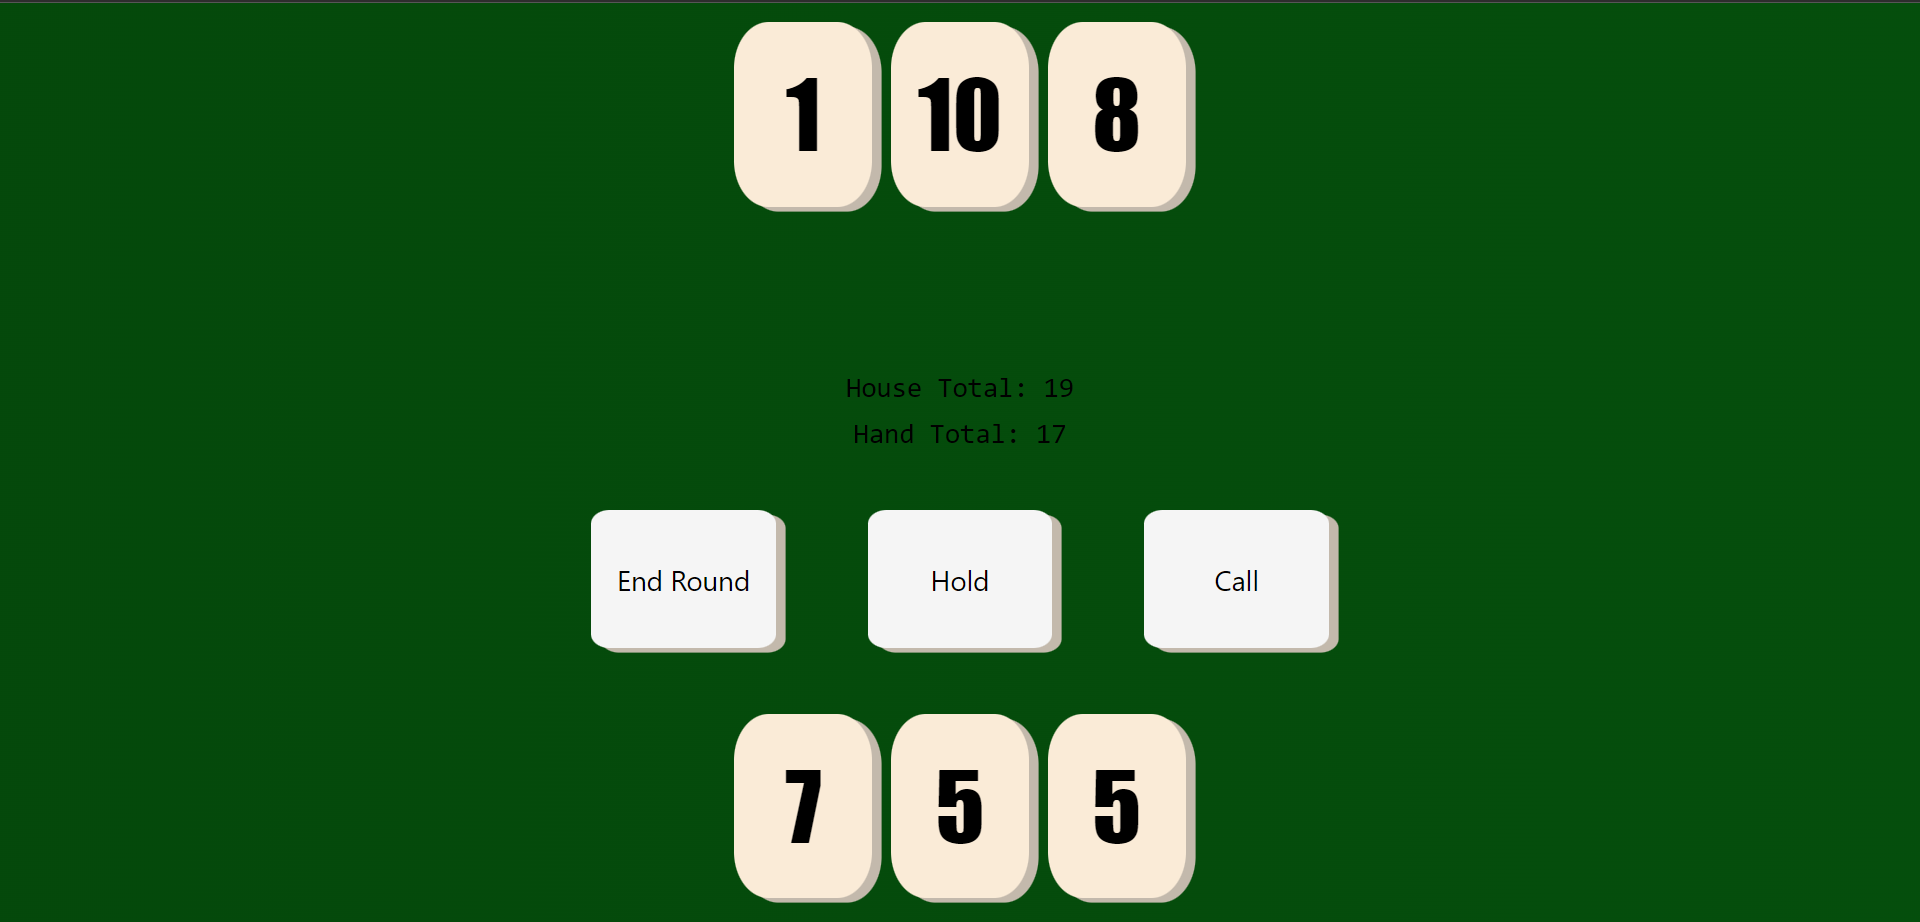 1 10 8
House Total: 19
Hand Total: 17
End Round Hold Call
7 5 5